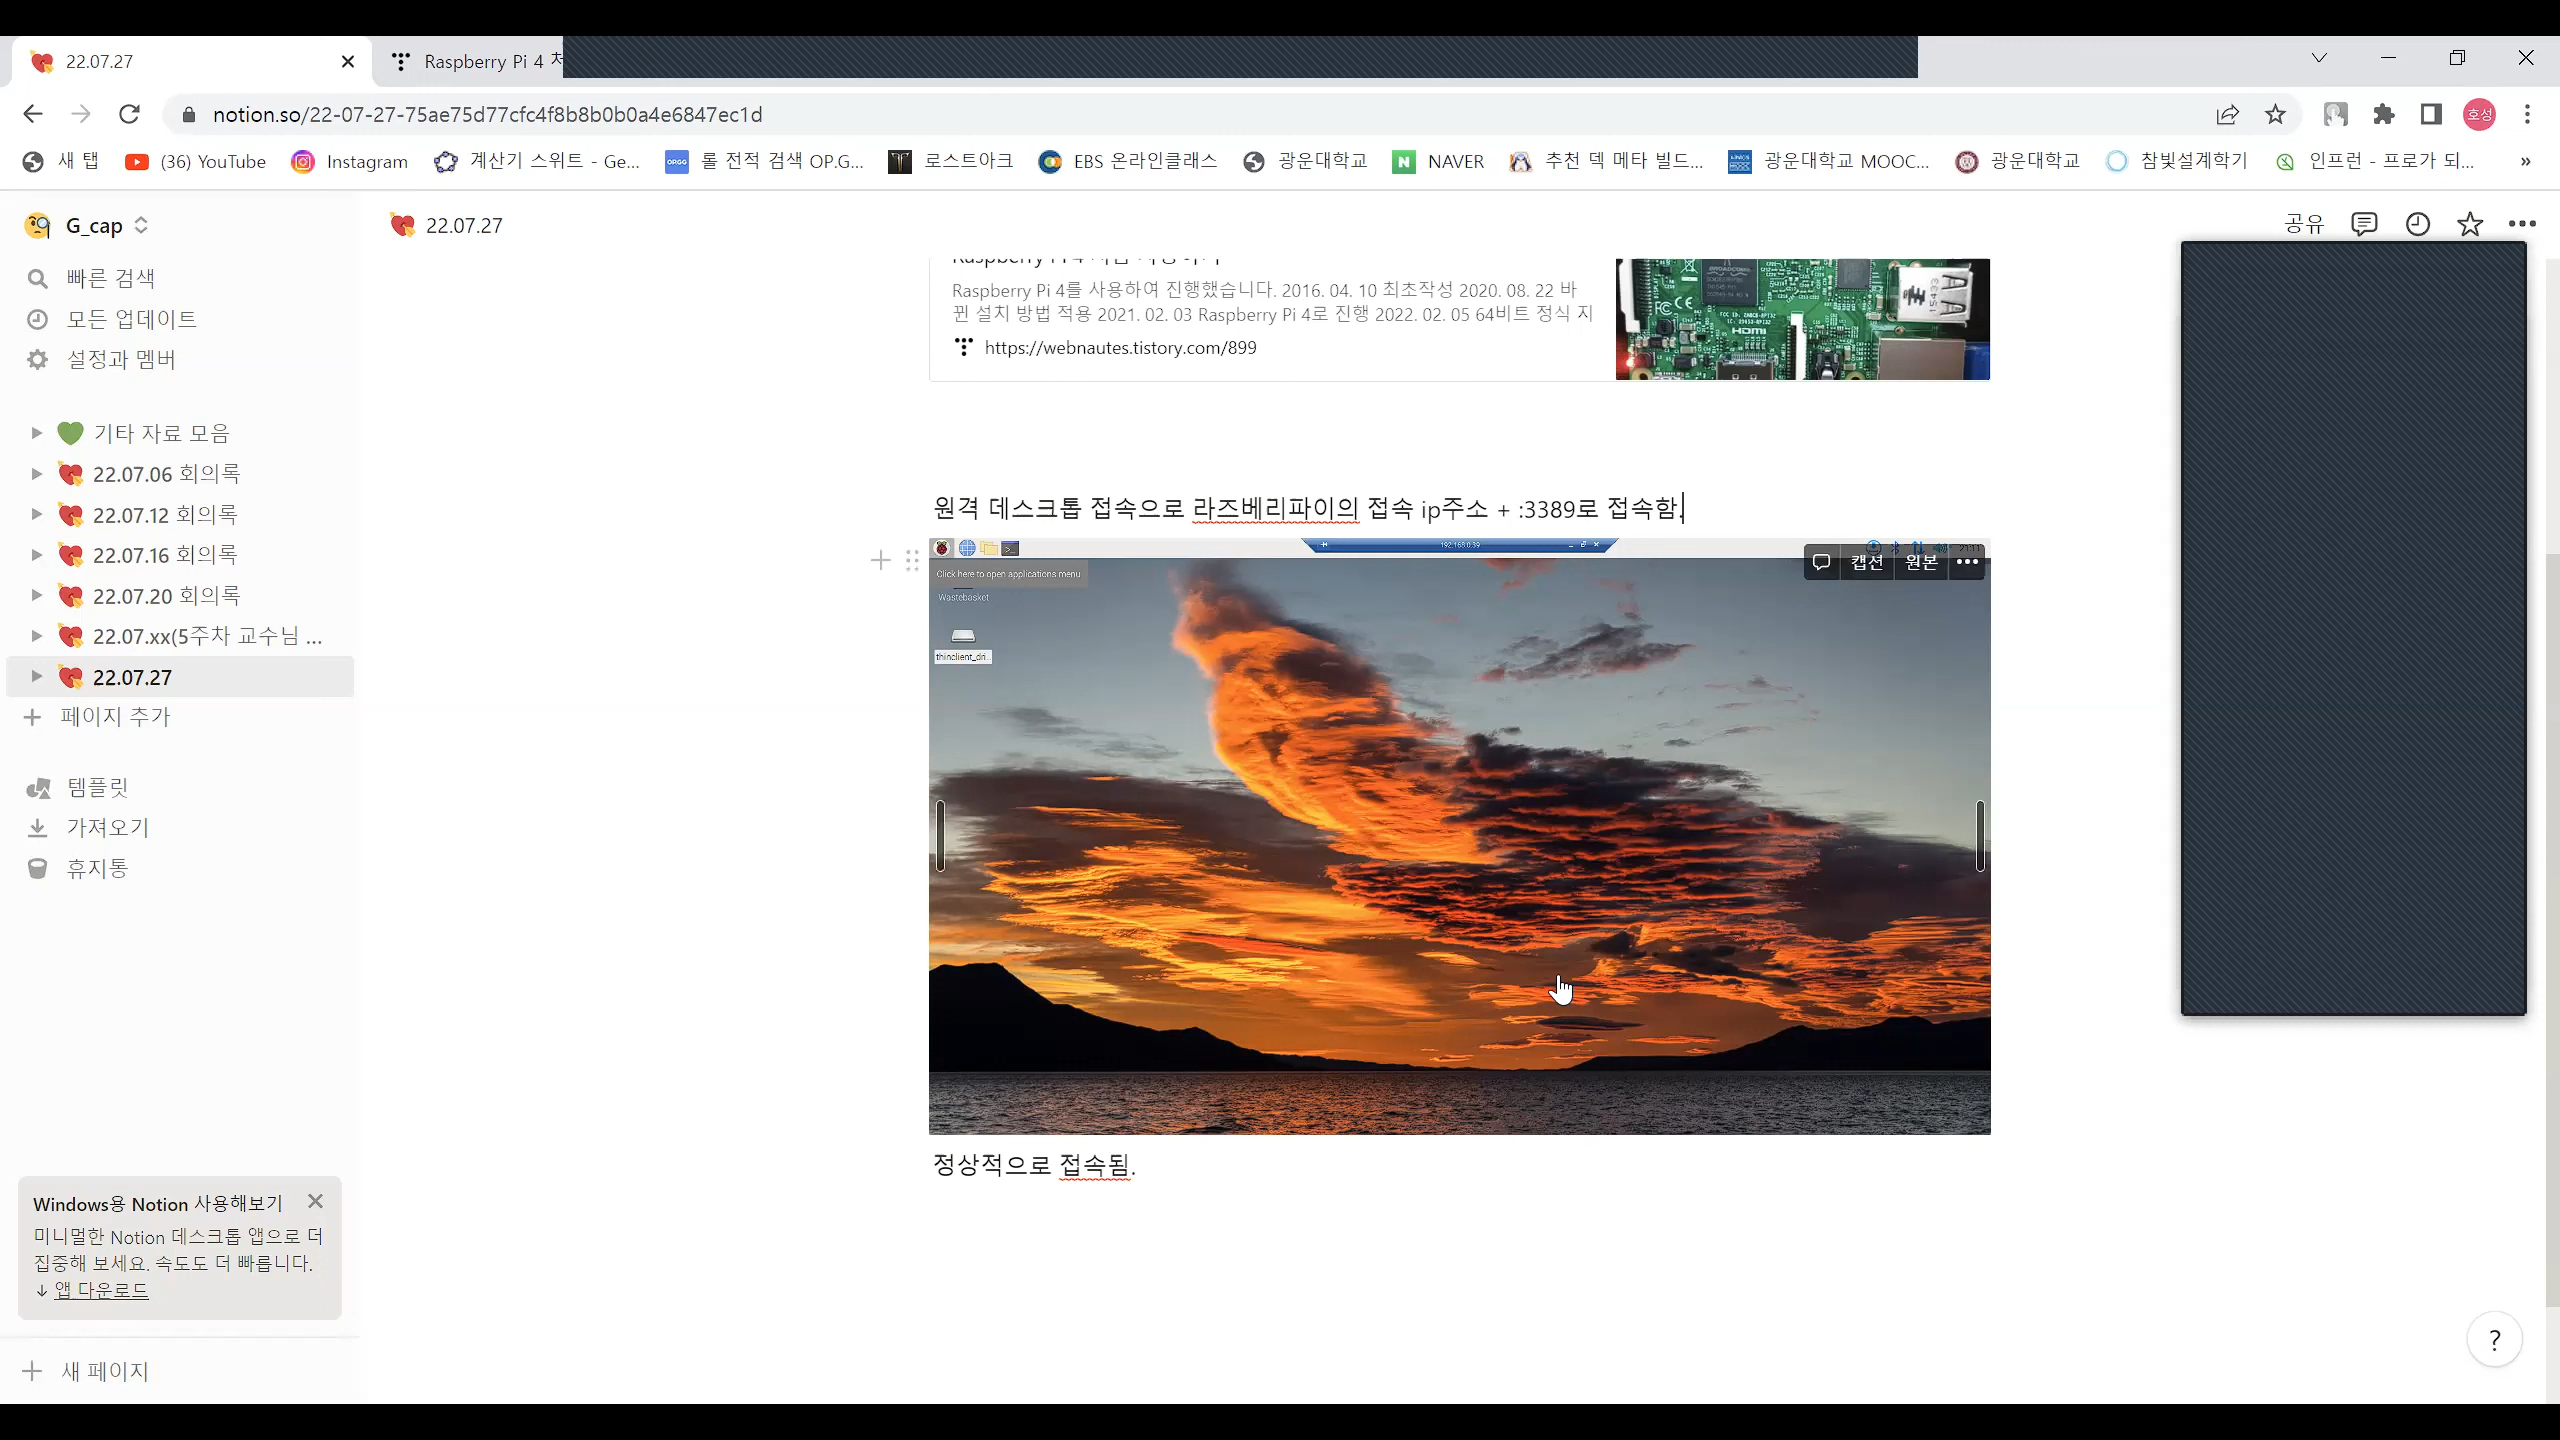 22.07.27
Raspberry Pi 4
notion.so/22-07-27-75ae75d77cfc4f8b8b0b0a4e6847ec1d
호성
새 탭
(36) YouTube
Instagram
계산기 스위트 - Ge...
OP.GG
롤 전적 검색 OP.G...
로스트아크
EBS 온라인클래스
광운대학교
N
NAVER
추천 덱 메타 빌드...
광운대학교 MOOC...
광운대학교
참빛설계학기
인프런 - 프로가 되...
»
G_cap
22.07.27
공유
빠른 검색
모든 업데이트
설정과 멤버
기타 자료 모음
22.07.06 회의록
22.07.12 회의록
22.07.16 회의록
22.07.20 회의록
22.07.xx(5주차 교수님 ...
22.07.27
페이지 추가
템플릿
가져오기
휴지통
Windows용 Notion 사용해보기
미니멀한 Notion 데스크톱 앱으로 더
집중해 보세요. 속도도 더 빠릅니다.
↓ 앱 다운로드
새 페이지
Raspberry Pi 4를 사용하여 진행했습니다. 2016. 04. 10 최초작성 2020. 08. 22 바
뀐 설치 방법 적용 2021. 02. 03 Raspberry Pi 4로 진행 2022. 02. 05 64비트 정식 지
https://webnautes.tistory.com/899
HDMI
원격 데스크톱 접속으로 라즈베리파이의 접속 ip주소 + :3389로 접속함.
192.168.0.39
21:11
Click here to open applications menu
Wastebasket
thinclient_dri...
캡션
원본
정상적으로 접속됨.
?